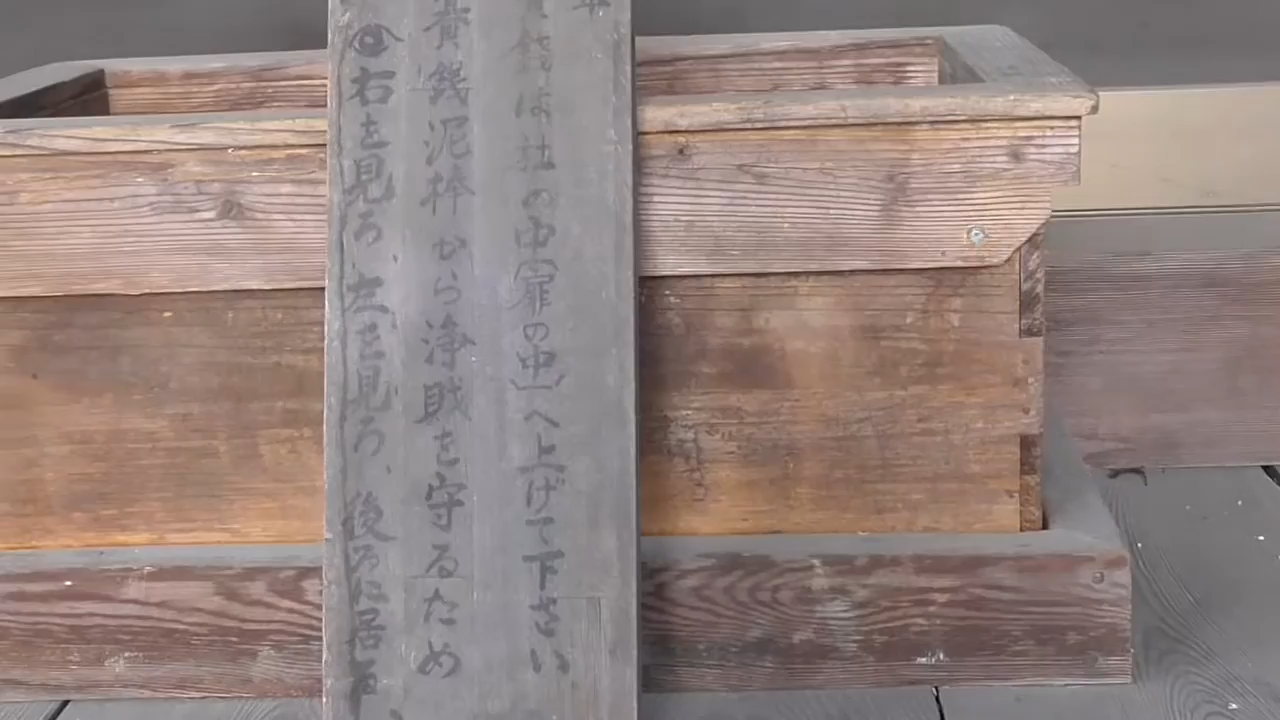 賽銭は社の中(扉の中)へ上げて下さい
賽銭泥棒から浄財を守るため
◎右を見ろ、左を見ろ、後ろに居